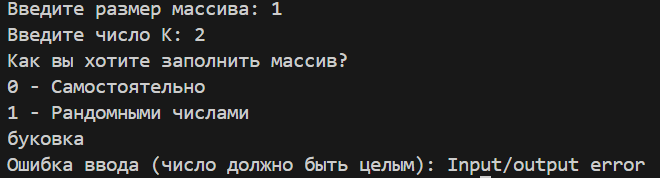 Введите размер массива: 1
Введите число K: 2
Как вы хотите заполнить массив?
0 - Самостоятельно
1 - Рандомными числами
буковка
Ошибка ввода (число должно быть целым): Input/output error